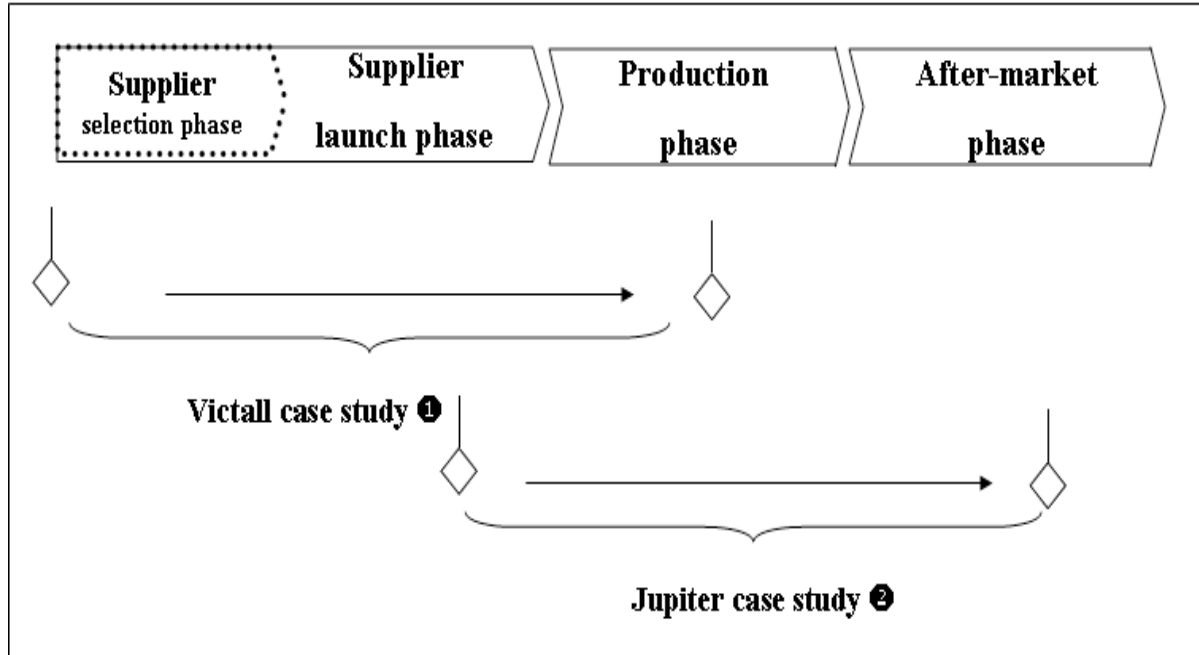 Supplier
selection phase
Supplier
launch phase
Production
phase
After-market
phase
Victall case study ❶
Jupiter case study ❷